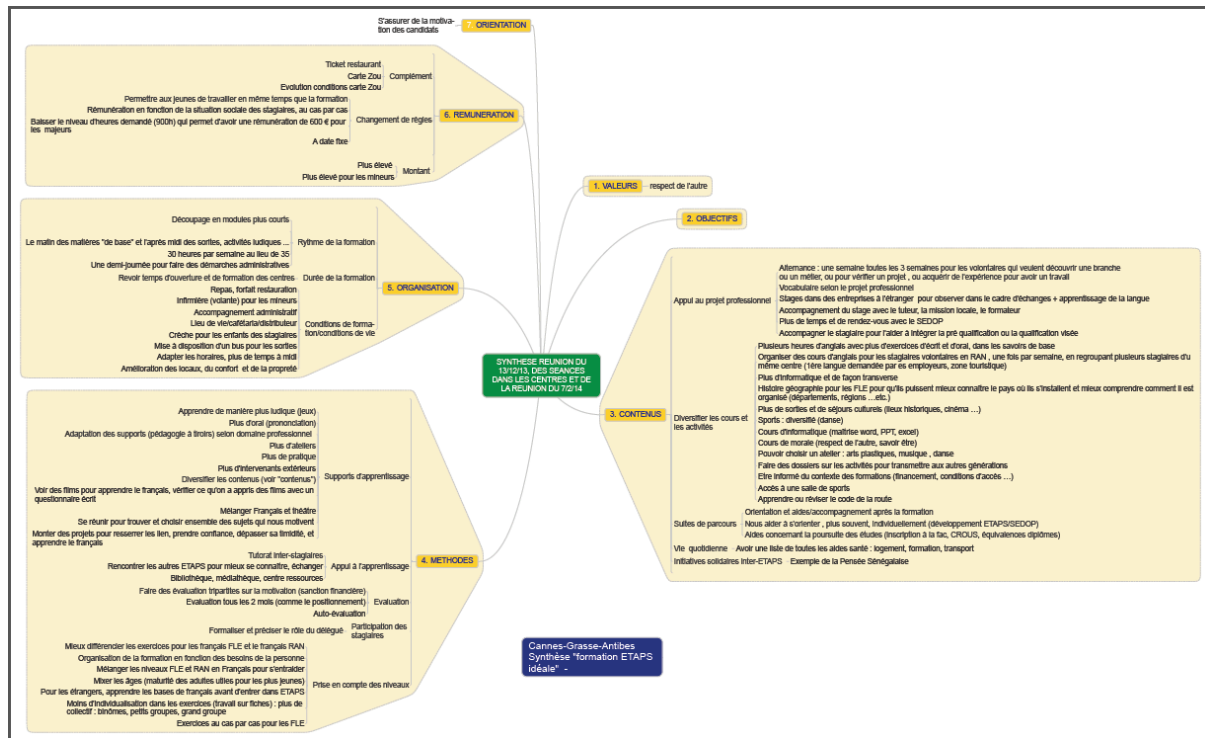 SYNTHESE REUNION DU
13/12/13, DES SEANCES
DANS LES CENTRES ET DE
LA REUNION DU 7/2/14
1. VALEURS
respect de l'autre
2. OBJECTIFS
3. CONTENUS
Appui au projet professionnel
Alternance : une semaine toutes les 3 semaines pour les volontaires qui veulent découvrir une branche
ou un métier, ou pour vérifier un projet , ou acquérir de l'expérience pour avoir un travail
Vocabulaire selon le projet professionnel
Stages dans des entreprises à l'étranger pour observer dans le cadre d'échanges + apprentissage de la langue
Accompagnement du stage avec le tuteur, la mission locale, le formateur
Plus de temps et de rendez-vous avec le SEDOP
Accompagner le stagiaire pour l'aider à intégrer la pré qualification ou la qualification visée
Diversifier les cours et
les activités
Plusieurs heures d'anglais avec plus d'exercices d'écrit et d'oral, dans les savoirs de base
Organiser des cours d'anglais pour les stagiaires volontaires en RAN , une fois par semaine, en regroupant plusieurs stagiaires d'u
même centre (1ère langue demandée par es employeurs, zone touristique)
Plus d'informatique et de façon transverse
Histoire géographie pour les FLE pour qu'ils puissent mieux connaître le pays où ils s'installent et mieux comprendre comment il est
organisé (départements, régions ...etc.)
Plus de sorties et de séjours cuturels (lieux historiques, cinéma ...)
Sports : diversifié (danse)
Cours d'informatique (maîtrise word, PPT, excel)
Cours de morale (respect de l'autre, savoir être)
Pouvoir choisir un atelier : arts plastiques, musique , danse
Faire des dossiers sur les activités pour transmettre aux autres générations
Etre informé du contexte des formations (financement, conditions d'accès ...)
Accès à une salle de sports
Apprendre ou réviser le code de la route
Suites de parcours
Orientation et aides/accompagnement après la formation
Nous aider à s'orienter , plus souvent, individuellement (développement ETAPS/SEDOP)
Aides concernant la poursuite des études (inscription à la fac, CROUS, équivalences diplômes)
Vie quotidienne
Avoir une liste de toutes les aides santé : logement, formation, transport
Initiatives solidaires inter-ETAPS
Exemple de la Pensée Sénégalaise
4. METHODES
Supports d'apprentissage
Apprendre de manière plus ludique (jeux)
Plus d'oral (prononciation)
Adaptation des supports (pédagogie à tiroirs) selon domaine professionnel
Plus d'ateliers
Plus de pratique
Plus d'intervenants extérieurs
Diversifier les contenus (voir "contenus")
Voir des films pour apprendre le français, vérifier ce qu'on a appris des films avec un
questionnaire écrit
Mélanger Français et théâtre
Se réunir pour trouver et choisir ensemble des sujets qui nous motivent
Monter des projets pour resserrer les lien, prendre confiance, dépasser sa timidité, et
apprendre le français
Appui à l'apprentissage
Tutorat inter-stagiaires
Rencontrer les autres ETAPS pour mieux se connaître, échanger
Bibliothèque, médiathèque, centre ressources
Evaluation
Faire des évaluation tripartites sur la motivation (sanction financière)
Evaluation tous les 2 mois (comme le positionnement)
Auto-évaluation
Participation des
stagiaires
Formaliser et préciser le rôle du délégué
Prise en compte des niveaux
Mieux différencier les exercices pour les français FLE et le français RAN
Organisation de la formation en fonction des besoins de la personne
Mélanger les niveaux FLE et RAN en Français pour s'entraider
Mixer les âges (maturité des adultes utiles pour les plus jeunes)
Pour les étrangers, apprendre les bases de français avant d'entrer dans ETAPS
Moins d'individualisation dans les exercices (travail sur fiches) : plus de
collectif : binômes, petits groupes, grand groupe
Exercices au cas par cas pour les FLE
5. ORGANISATION
Rythme de la formation
Découpage en modules plus courts
Le matin des matières "de base" et l'après midi des sorties, activités ludiques ...
30 heures par semaine au lieu de 35
Une demi-journée pour faire des démarches administratives
Durée de la formation
Revoir temps d'ouverture et de formation des centres
Conditions de forma-
tion/conditions de vie
Repas, forfait restauration
Infirmière (volante) pour les mineurs
Accompagnement administratif
Lieu de vie/cafétaria/distributeur
Crèche pour les enfants des stagiaires
Mise à disposition d'un bus pour les sorties
Adapter les horaires, plus de temps à midi
Amélioration des locaux, du confort et de la propreté
6. REMUNERATION
Complément
Ticket restaurant
Carte Zou
Evolution conditions carte Zou
Changement de règles
Permettre aux jeunes de travailler en même temps que la formation
Rémunération en fonction de la situation sociale des stagiaires, au cas par cas
Baisser le niveau d'heures demandé (900h) qui permet d'avoir une rémunération de 600 € pour
les majeurs
A date fixe
Montant
Plus élevé
Plus élevé pour les mineurs
7. ORIENTATION
S'assurer de la motiva-
tion des candidats
Cannes-Grasse-Antibes
Synthèse "formation ETAPS
idéale" -